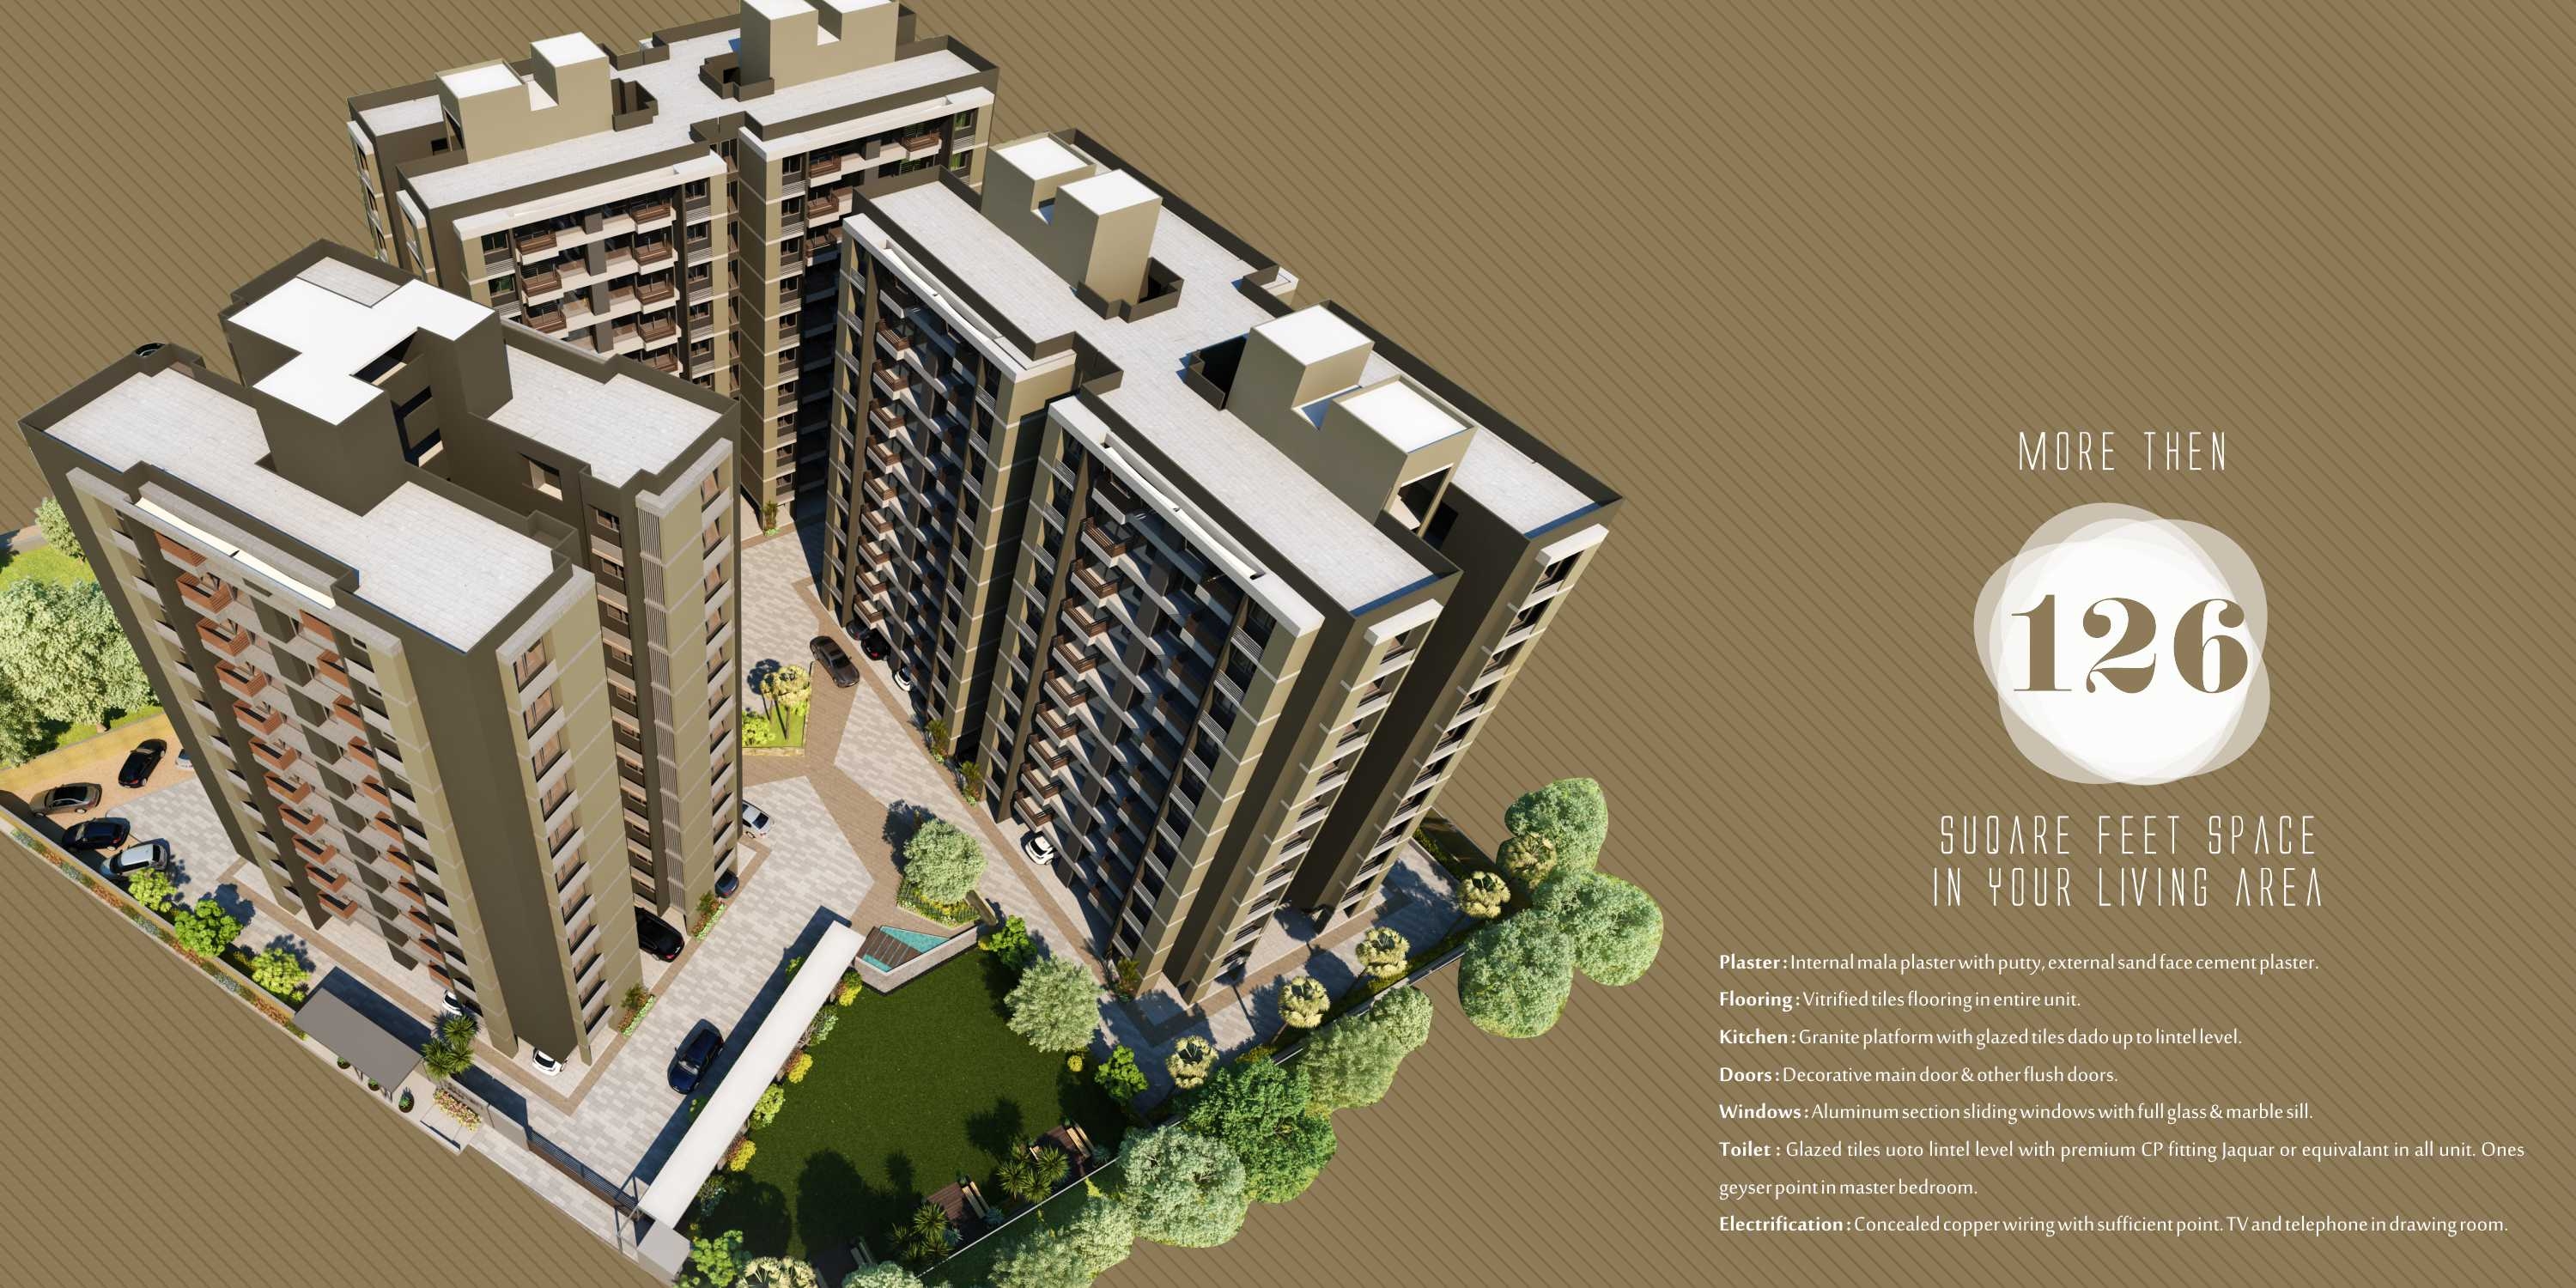 MORE THEN
126
SUQARE FEET SPACE
IN YOUR LIVING AREA
Plaster : Internal mala plaster with putty, external sand face cement plaster.
Flooring : Vitrified tiles flooring in entire unit.
Kitchen : Granite platform with glazed tiles dado up to lintel level.
Doors : Decorative main door & other flush doors.
Windows : Aluminum section sliding windows with full glass & marble sill.
Toilet : Glazed tiles uoto lintel level with premium CP fitting Jaquar or equivalant in all unit. Ones
geyser point in master bedroom.
Electrification : Concealed copper wiring with sufficient point. TV and telephone in drawing room.